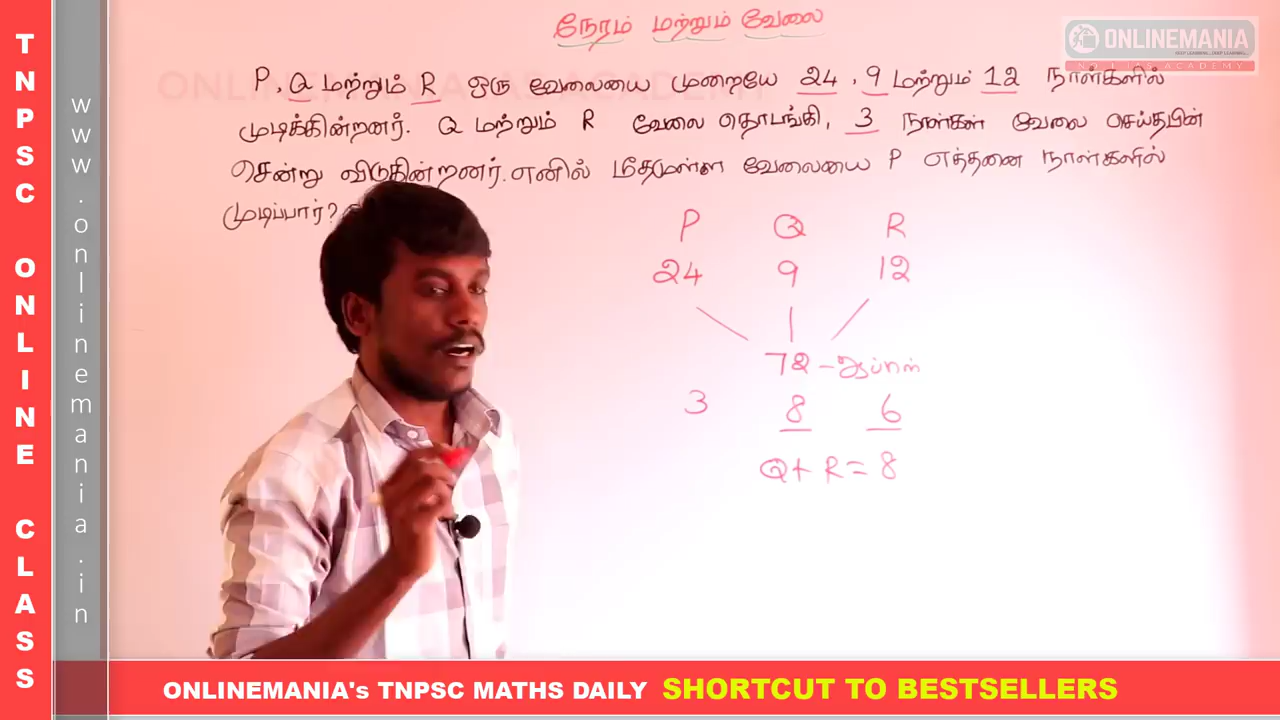 நேரம் மற்றும் வேலை
ONLINEMANIA
P, Q மற்றும் R ஒரு வேலையை முறையே 24, 9 மற்றும் 12 நாள்களில்
முடிக்கின்றனர். Q மற்றும் R வேலை தொடங்கி, 3 நாள்கள் வேலை செய்தபின்
சென்று விடுகின்றனர். எனில் மீதமுள்ள வேலையை P எத்தனை நாள்களில்
முடிப்பார்?
P Q R
24 9 12
72 - ஆப்பிள்
3 8 6
Q + R = 8
TNPSC ONLINE CLASS
www.onlinemania.in
ONLINEMANIA's TNPSC MATHS DAILY SHORTCUT TO BESTSELLERS